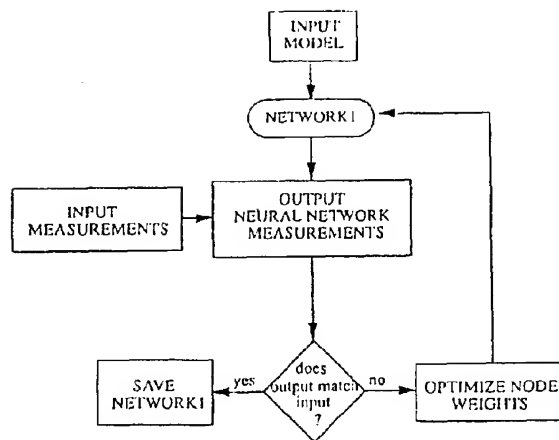 INPUT
MODEL
NETWORK1
INPUT
MEASUREMENTS
OUTPUT
NEURAL NETWORK
MEASUREMENTS
does
output match
input
?
yes
no
SAVE
NETWORK1
OPTIMIZE NODE
WEIGHTS